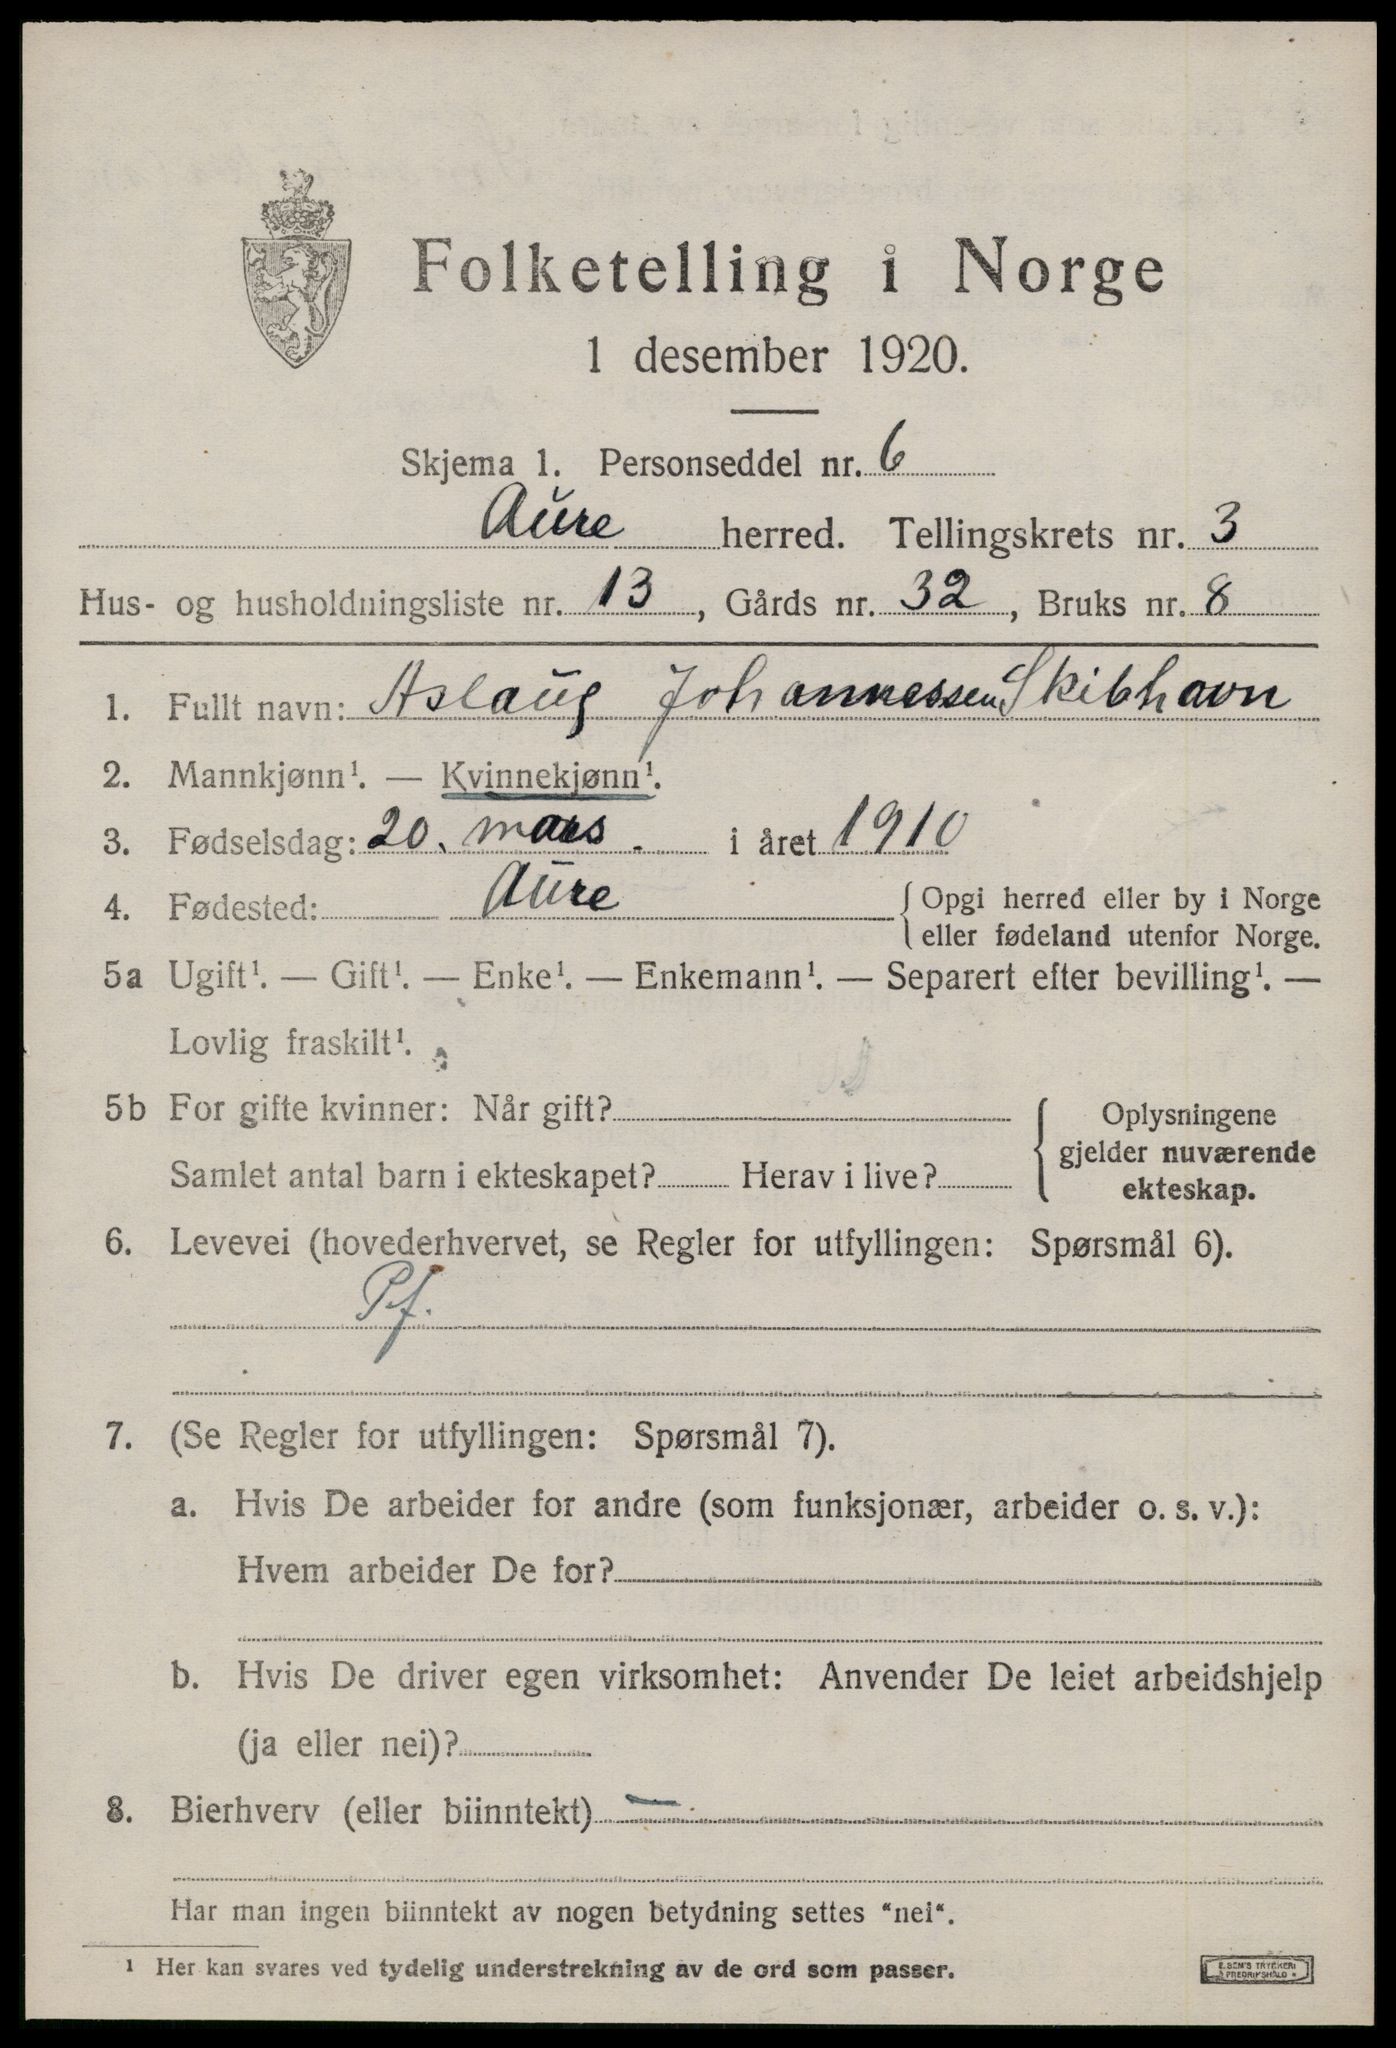 Folketelling i Norge
1 desember 1920.
Skjema 1. Personseddel nr. 6
Aure herred. Tellingskrets nr. 3
Hus- og husholdningsliste nr. 13, Gårds nr. 32, Bruks nr. 8
1. Fullt navn: Aslaug Johannessen Skibhavn
2. Mannkjønn¹. — Kvinnekjønn¹.
3. Fødselsdag: 20. mars. i året 1910
4. Fødested: Aure { Opgi herred eller by i Norge
eller fødeland utenfor Norge.
5a Ugift¹. — Gift¹. — Enke¹. — Enkemann¹. — Separert efter bevilling¹. —
Lovlig fraskilt¹.
5b For gifte kvinner: Når gift?
Samlet antal barn i ekteskapet? Herav i live?
{ Oplysningene
gjelder nuværende
ekteskap.
6. Levevei (hovederhvervet, se Regler for utfyllingen: Spørsmål 6).
Pf.
7. (Se Regler for utfyllingen: Spørsmål 7).
a. Hvis De arbeider for andre (som funksjonær, arbeider o. s. v.):
Hvem arbeider De for?
b. Hvis De driver egen virksomhet: Anvender De leiet arbeidshjelp
(ja eller nei)?
8. Bierhverv (eller biinntekt) —
Har man ingen biinntekt av nogen betydning settes "nei".
¹ Her kan svares ved tydelig understrekning av de ord som passer.
E. SEM'S TRYKKERI
FREDRIKSHALD